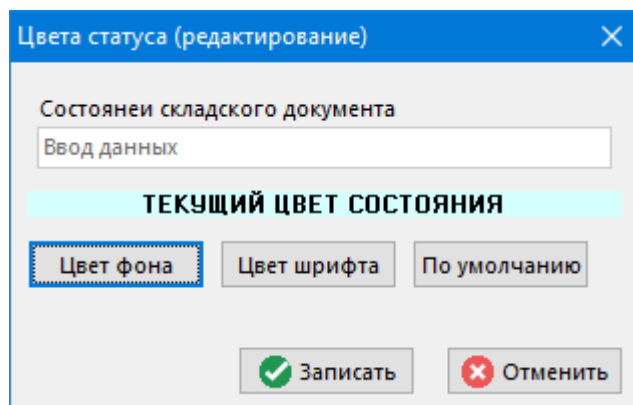 Цвета статуса (редактирование)
Состоянеи складского документа
Ввод данных
ТЕКУЩИЙ ЦВЕТ СОСТОЯНИЯ
Цвет фона Цвет шрифта По умолчанию
Записать Отменить